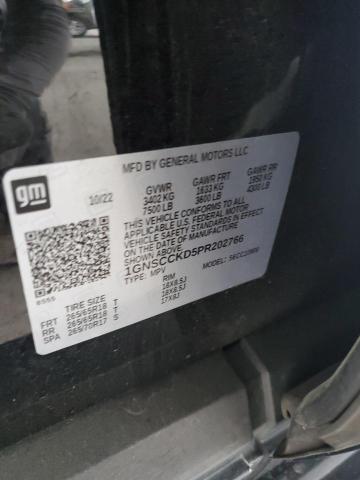 gm
MFD BY GENERAL MOTORS LLC
10/22
GVWR GAWR FRT GAWR RR
3402 KG 1633 KG 1950 KG
7500 LB 3600 LB 4300 LB
THIS VEHICLE CONFORMS TO ALL
APPLICABLE U.S. FEDERAL MOTOR
VEHICLE SAFETY STANDARDS
IN EFFECT ON THE DATE OF MANUFACTURE
SHOWN ABOVE.
1GNSCCKD5PR202766
TYPE: MPV MODEL:
TIRE SIZE RIM
FRT 265/65R18 T 18X8.5J
RR 265/65R18 T 18X8.5J
SPA 265/70R17 S 17X8J